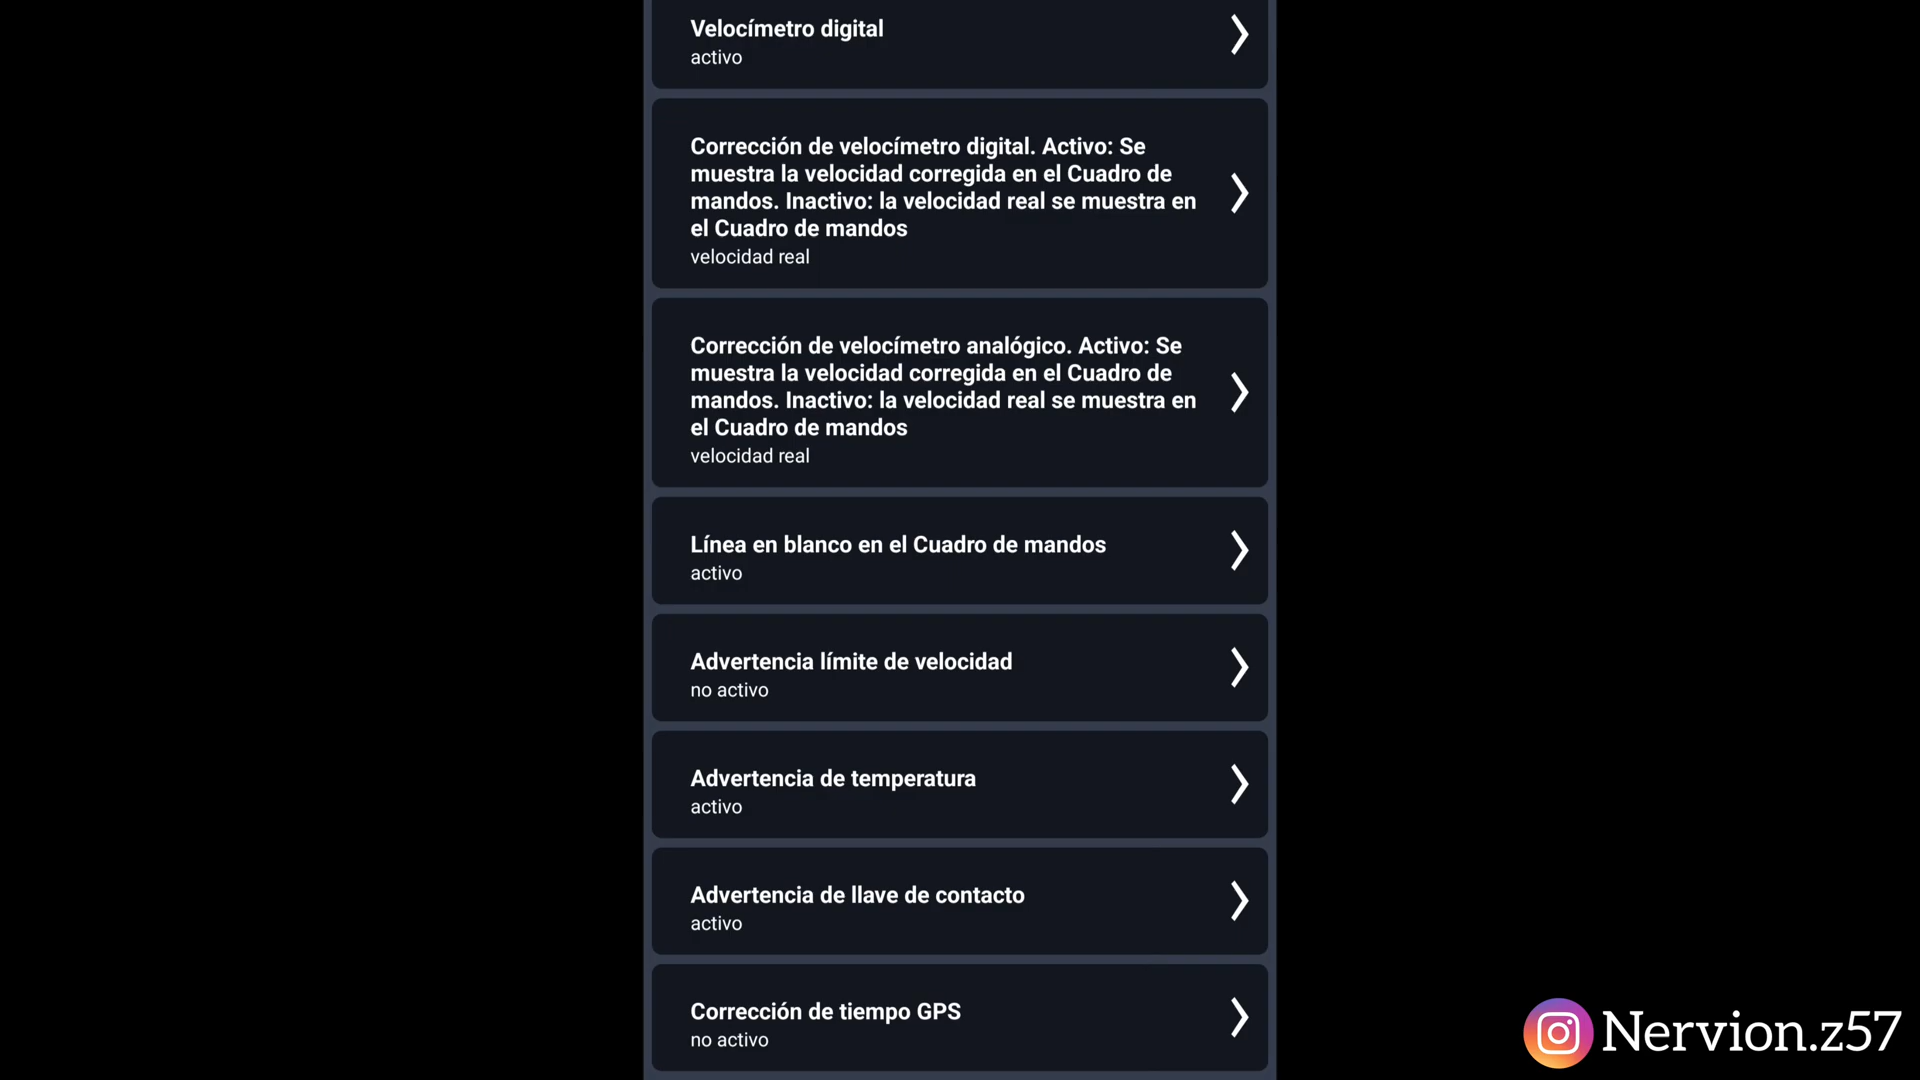 Velocímetro digital
activo
Corrección de velocímetro digital. Activo: Se
muestra la velocidad corregida en el Cuadro de
mandos. Inactivo: la velocidad real se muestra en
el Cuadro de mandos
velocidad real
Corrección de velocímetro analógico. Activo: Se
muestra la velocidad corregida en el Cuadro de
mandos. Inactivo: la velocidad real se muestra en
el Cuadro de mandos
velocidad real
Línea en blanco en el Cuadro de mandos
activo
Advertencia límite de velocidad
no activo
Advertencia de temperatura
activo
Advertencia de llave de contacto
activo
Corrección de tiempo GPS
no activo
Nervion.z57